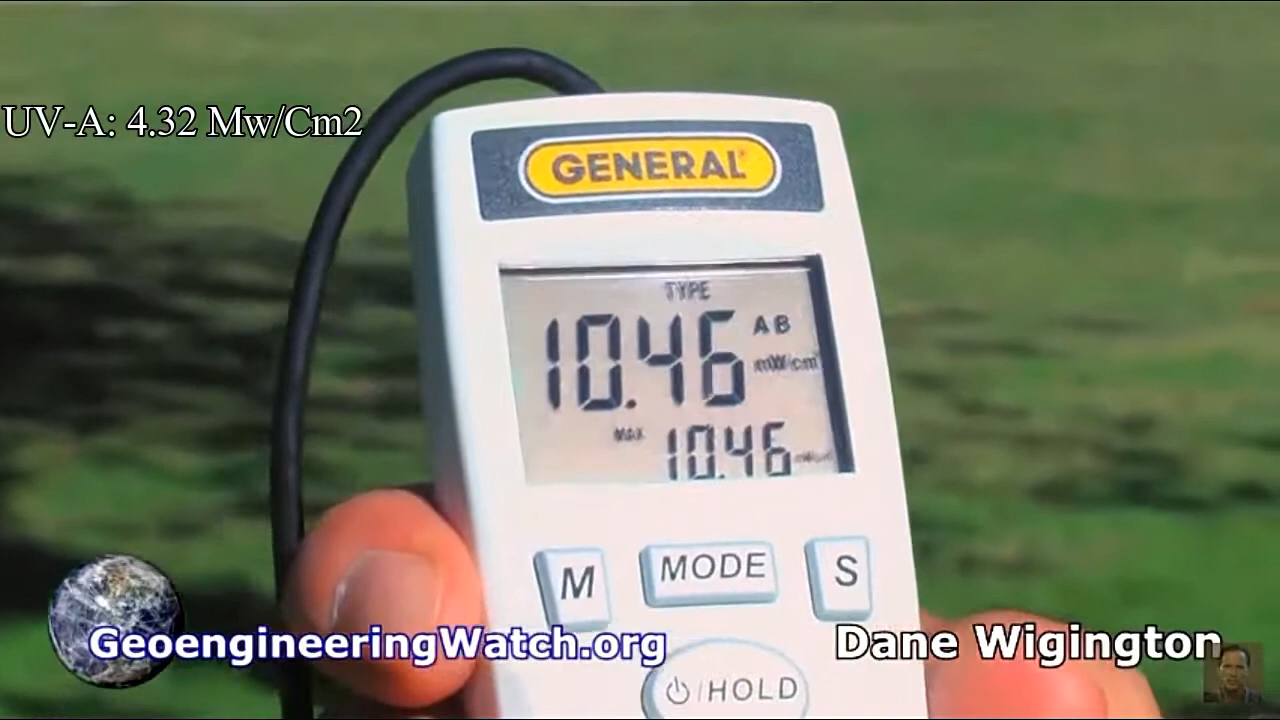 UV-A: 4.32 Mw/Cm2
GENERAL
TYPE
10.46 AB
mW/cm²
MAX 10.46
M MODE S
GeoengineeringWatch.org
Dane Wigington
⏻/HOLD